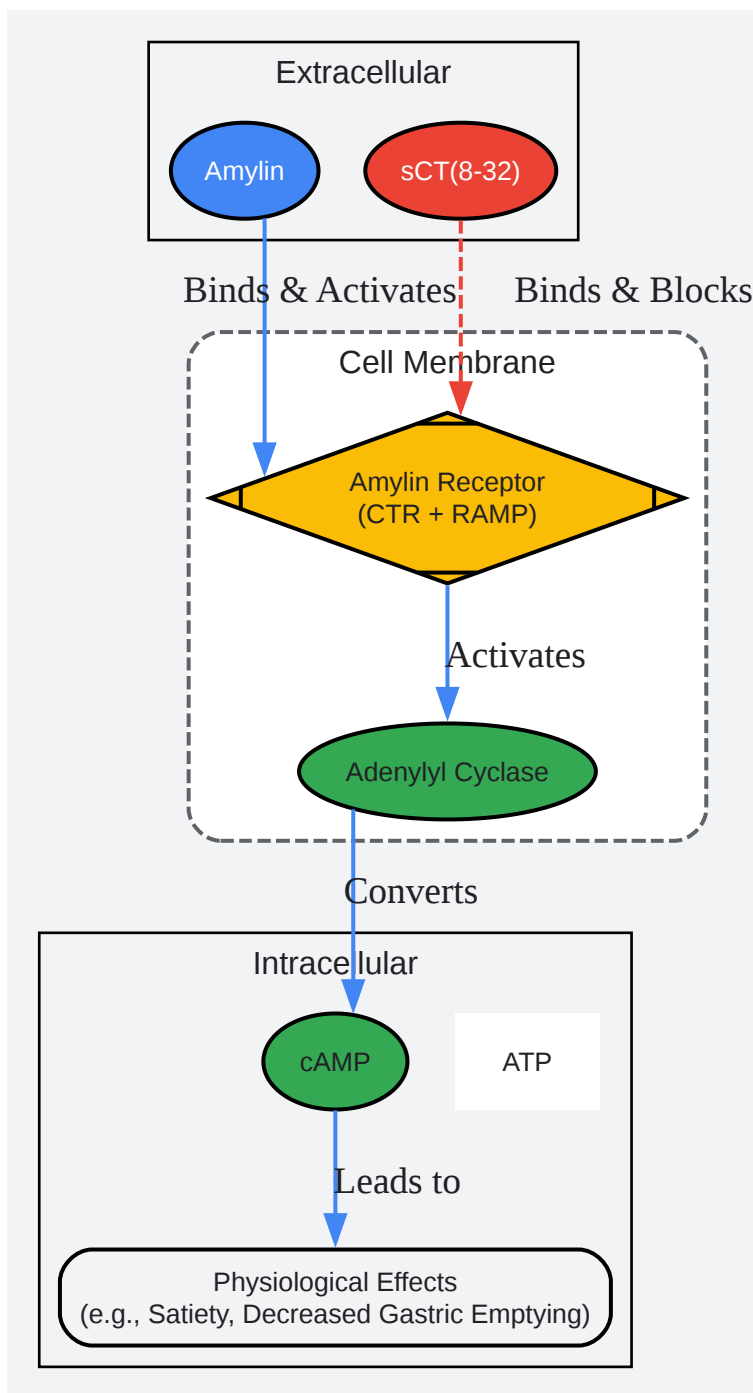 Extracellular
Amylin
sCT(8-32)
Binds & Activates
Binds & Blocks
Cell Membrane
Amylin Receptor
(CTR + RAMP)
Activates
Adenylyl Cyclase
Converts
Intracellular
cAMP
ATP
Leads to
Physiological Effects
(e.g., Satiety, Decreased Gastric Emptying)